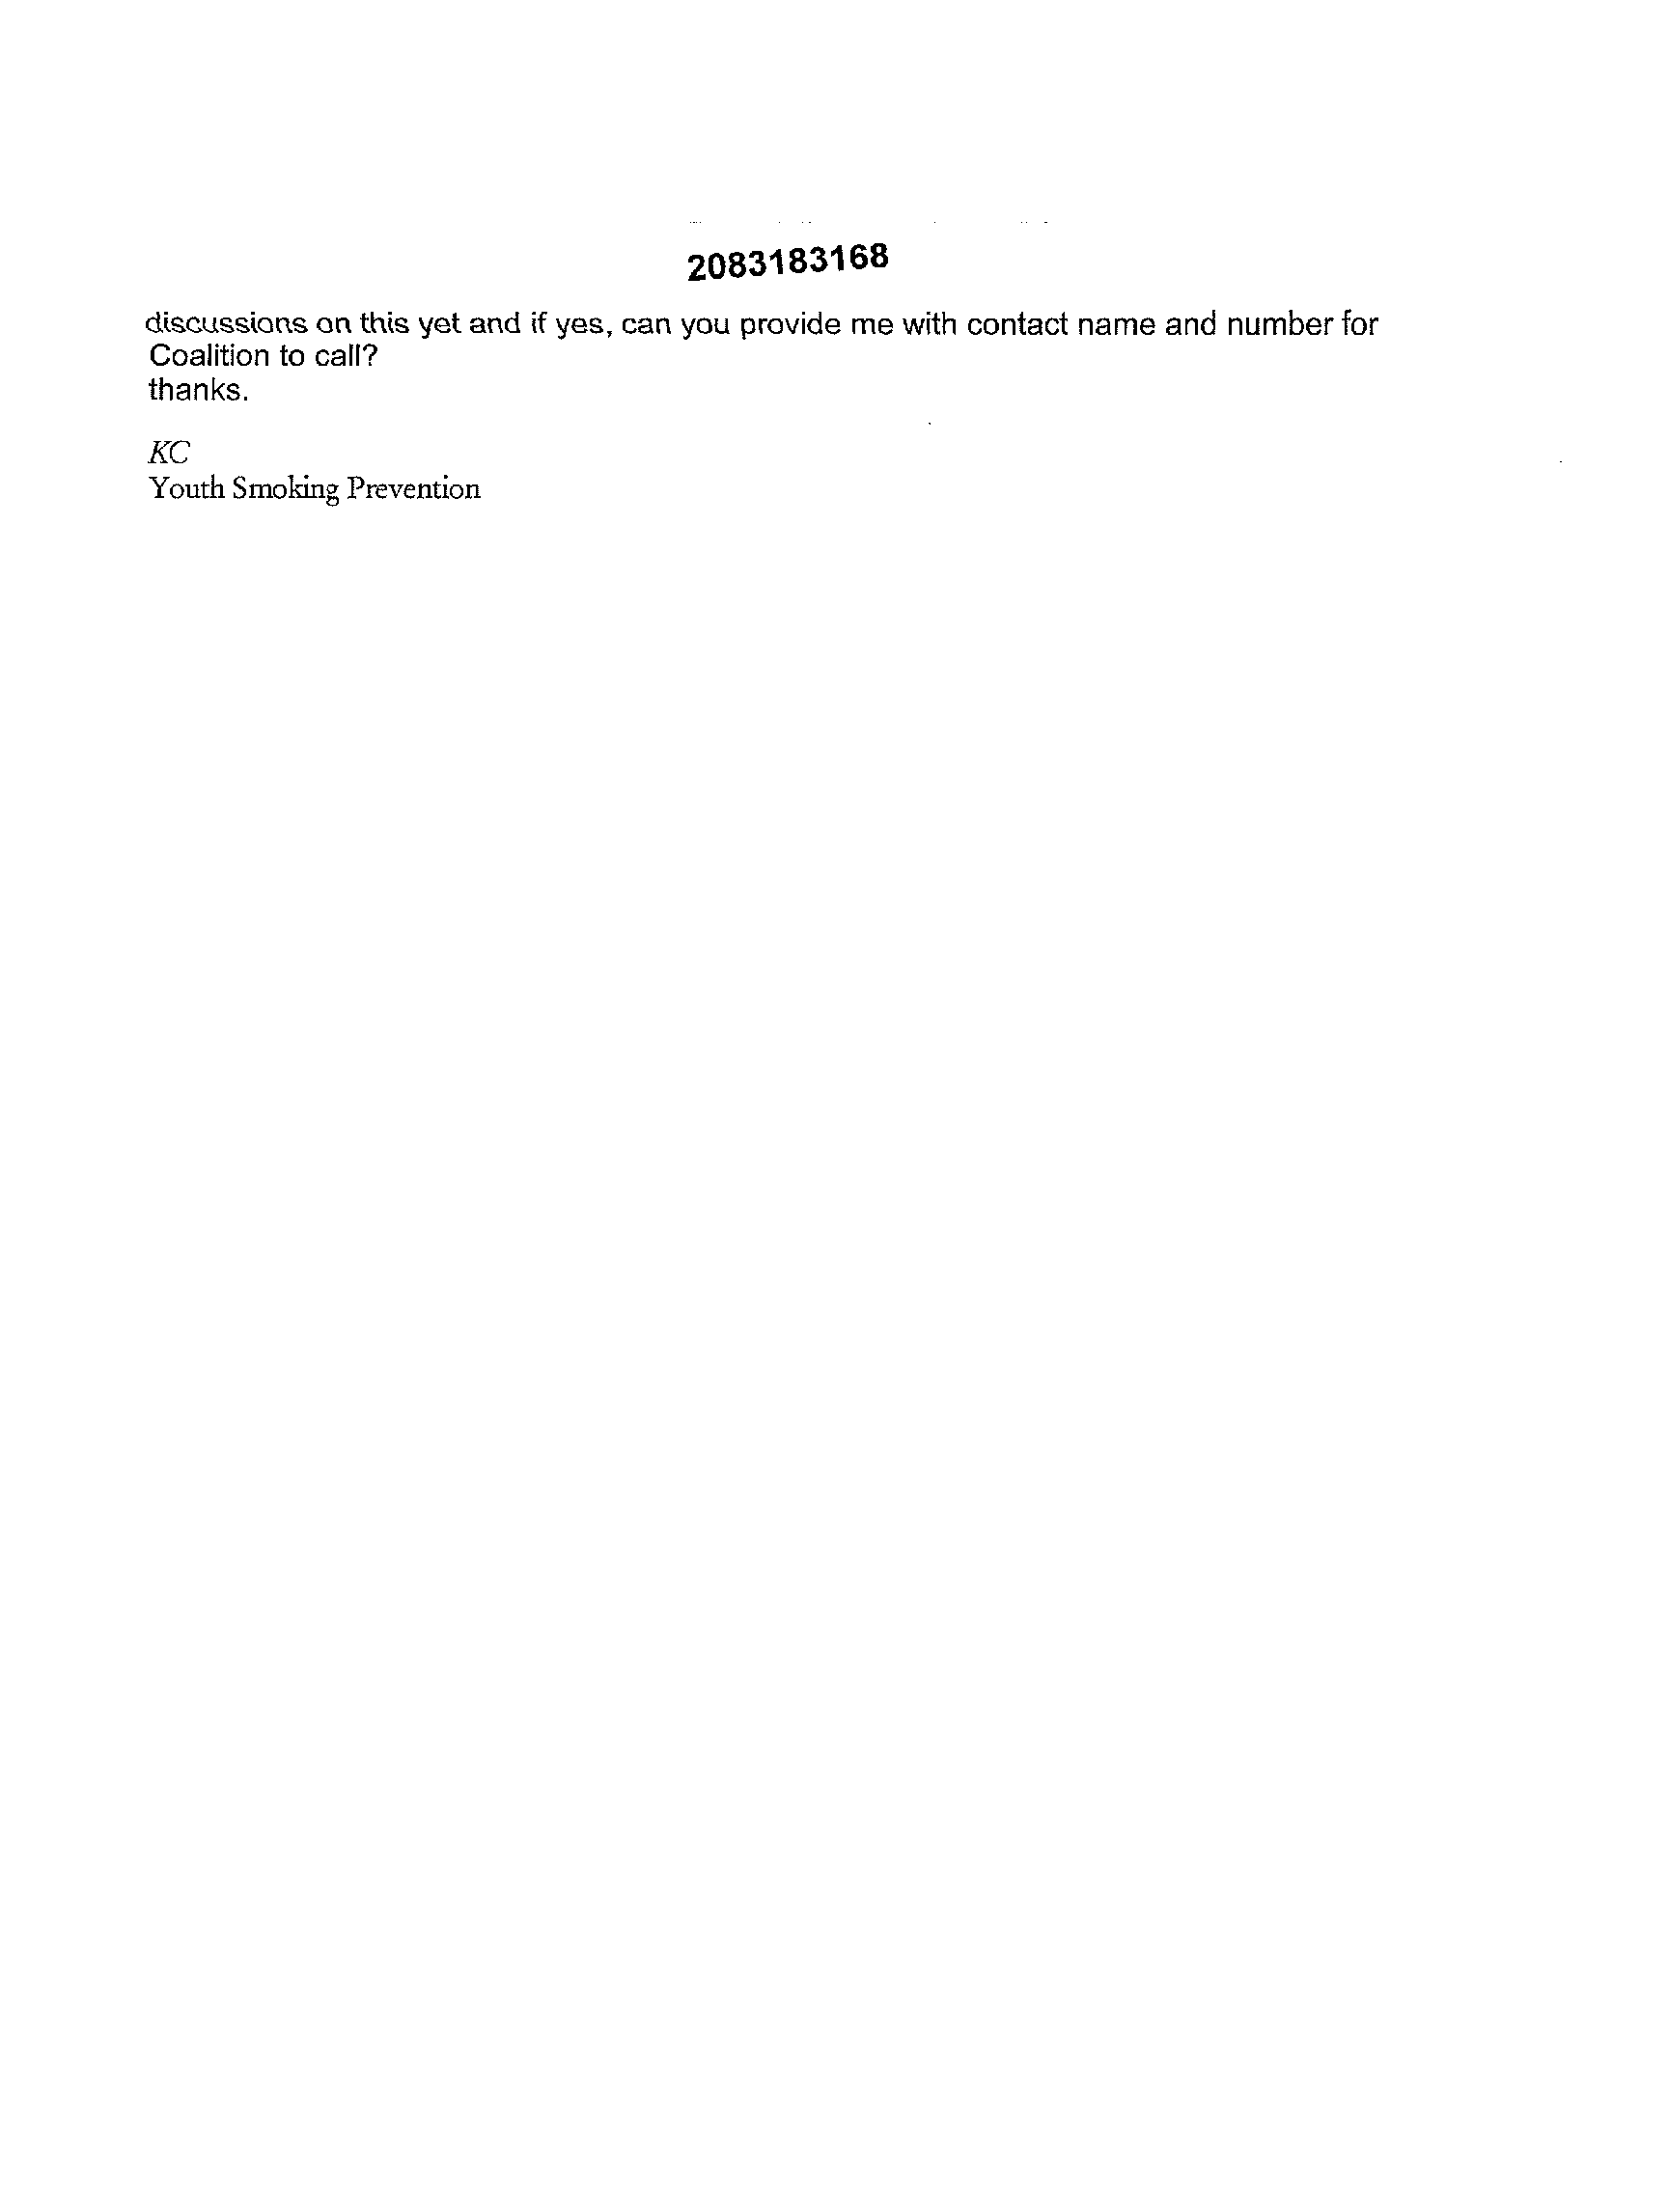 2083183168
discussions on this yet and if yes, can you provide me with contact name and number for
Coalition to call?
thanks.
KC
Youth Smoking Prevention